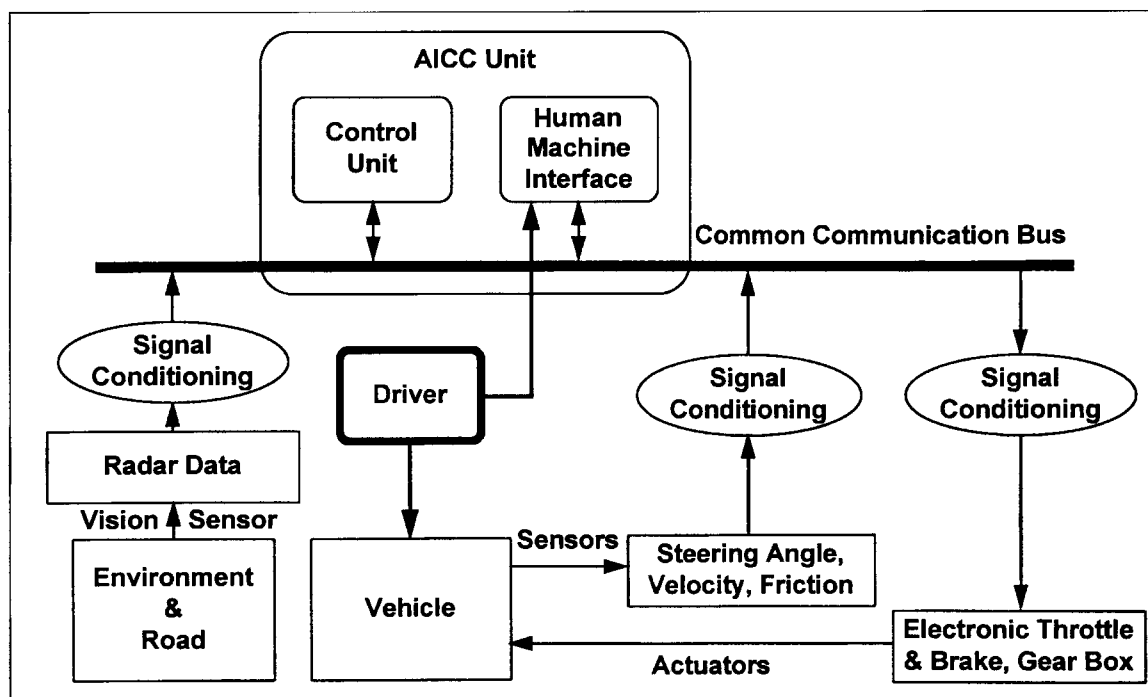 AICC Unit
Control
Unit
Human
Machine
Interface
Common Communication Bus
Signal
Conditioning
Driver
Signal
Conditioning
Signal
Conditioning
Radar Data
Vision Sensor
Environment
&
Road
Vehicle
Sensors
Steering Angle,
Velocity, Friction
Electronic Throttle
& Brake, Gear Box
Actuators